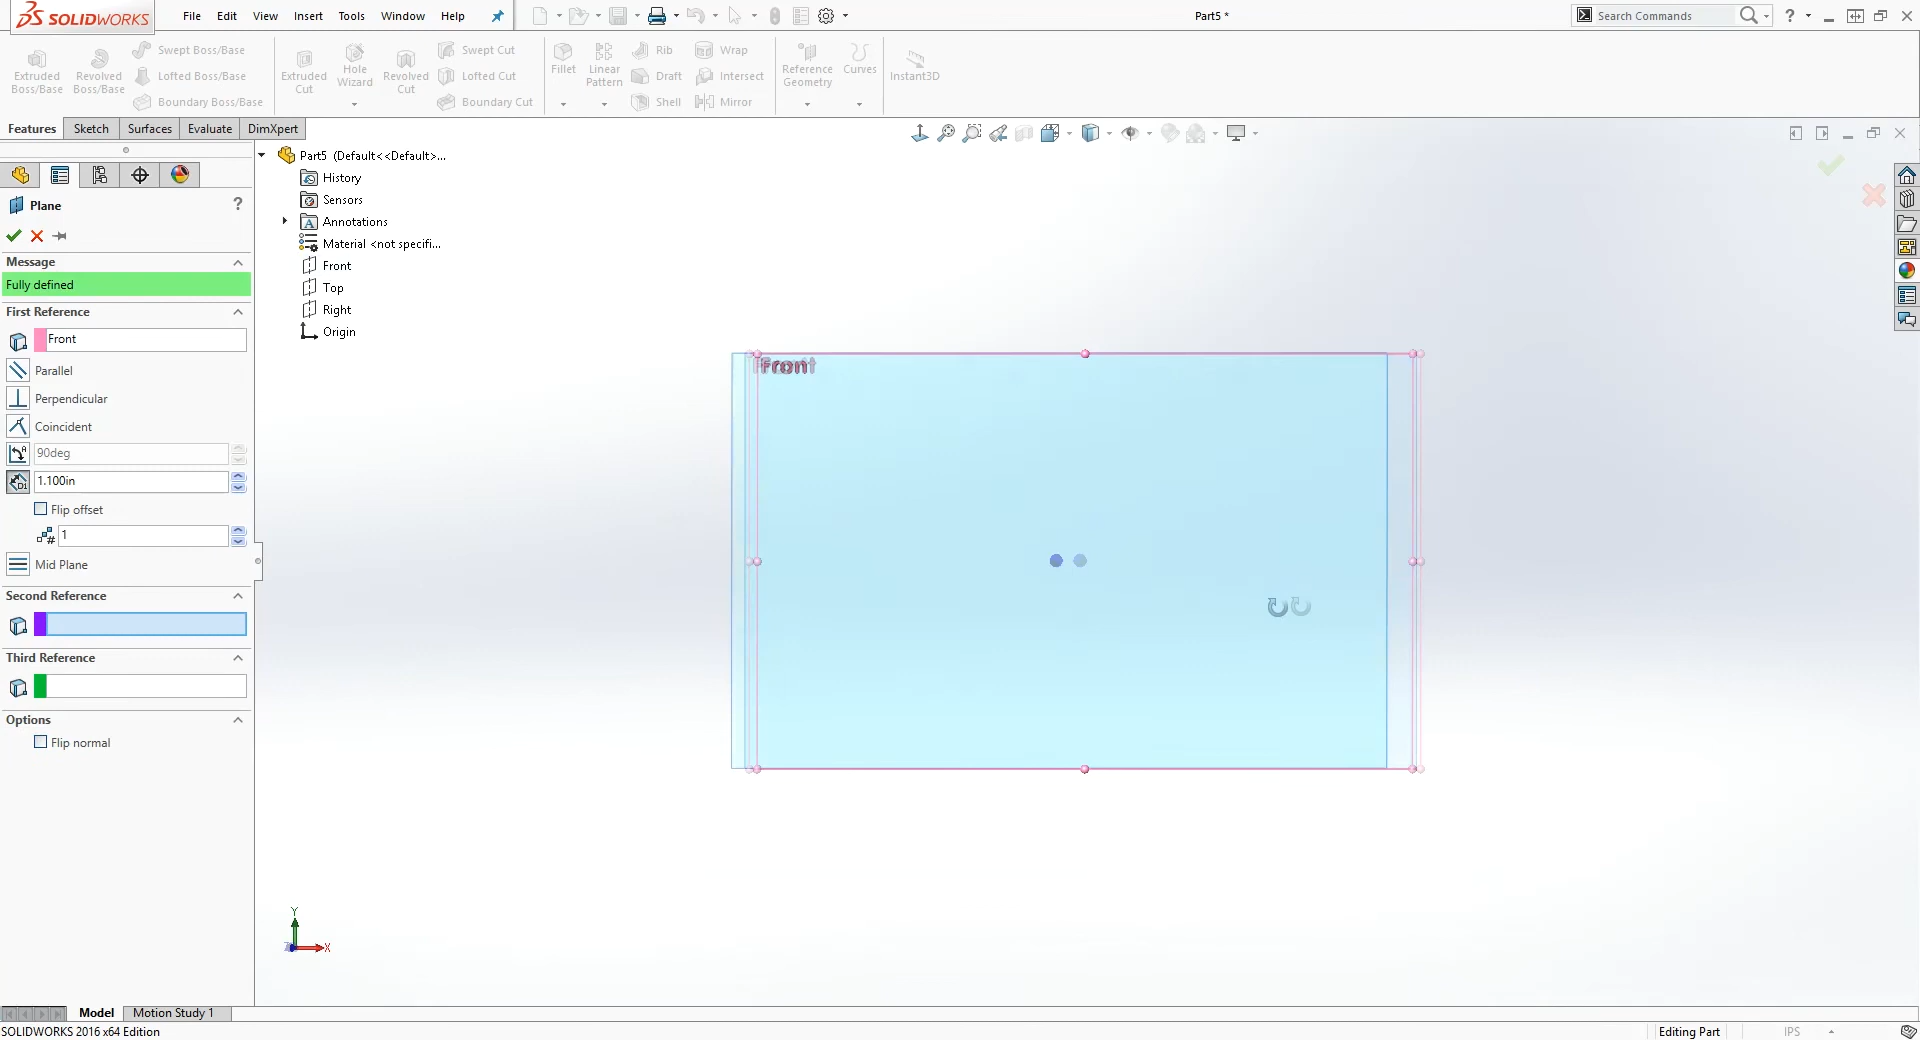 SOLIDWORKS
File Edit View Insert Tools Window Help
Part5 *
Search Commands
?
Extruded Boss/Base
Revolved Boss/Base
Swept Boss/Base
Lofted Boss/Base
Boundary Boss/Base
Extruded Cut
Hole Wizard
Revolved Cut
Swept Cut
Lofted Cut
Boundary Cut
Fillet
Linear Pattern
Rib
Draft
Shell
Wrap
Intersect
Mirror
Reference Geometry
Curves
Instant3D
Features Sketch Surfaces Evaluate DimXpert
Plane
?
Message
Fully defined
First Reference
Front
Parallel
Perpendicular
Coincident
90deg
1.100in
Flip offset
1
Mid Plane
Second Reference
Third Reference
Options
Flip normal
Part5 (Default<<Default>...
History
Sensors
Annotations
Material <not specifi...
Front
Top
Right
Origin
Front
Y
X
Model Motion Study 1
SOLIDWORKS 2016 x64 Edition
Editing Part
IPS